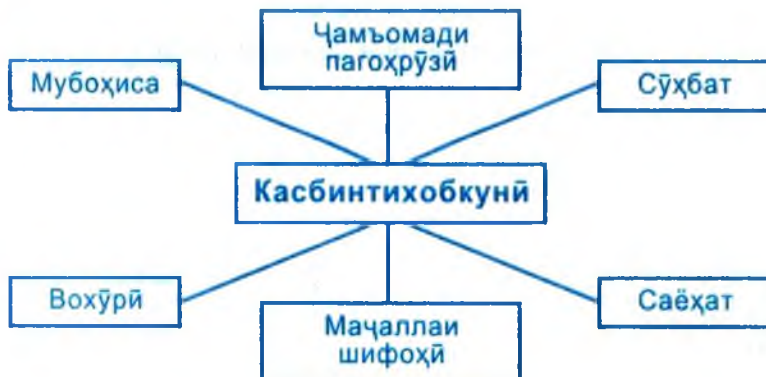 Ҷамъомади
пагоҳрӯзӣ
Мубоҳиса
Сӯҳбат
Касбинтихобкунӣ
Вохӯрӣ
Саёҳат
Маҷаллаи
шифоҳӣ